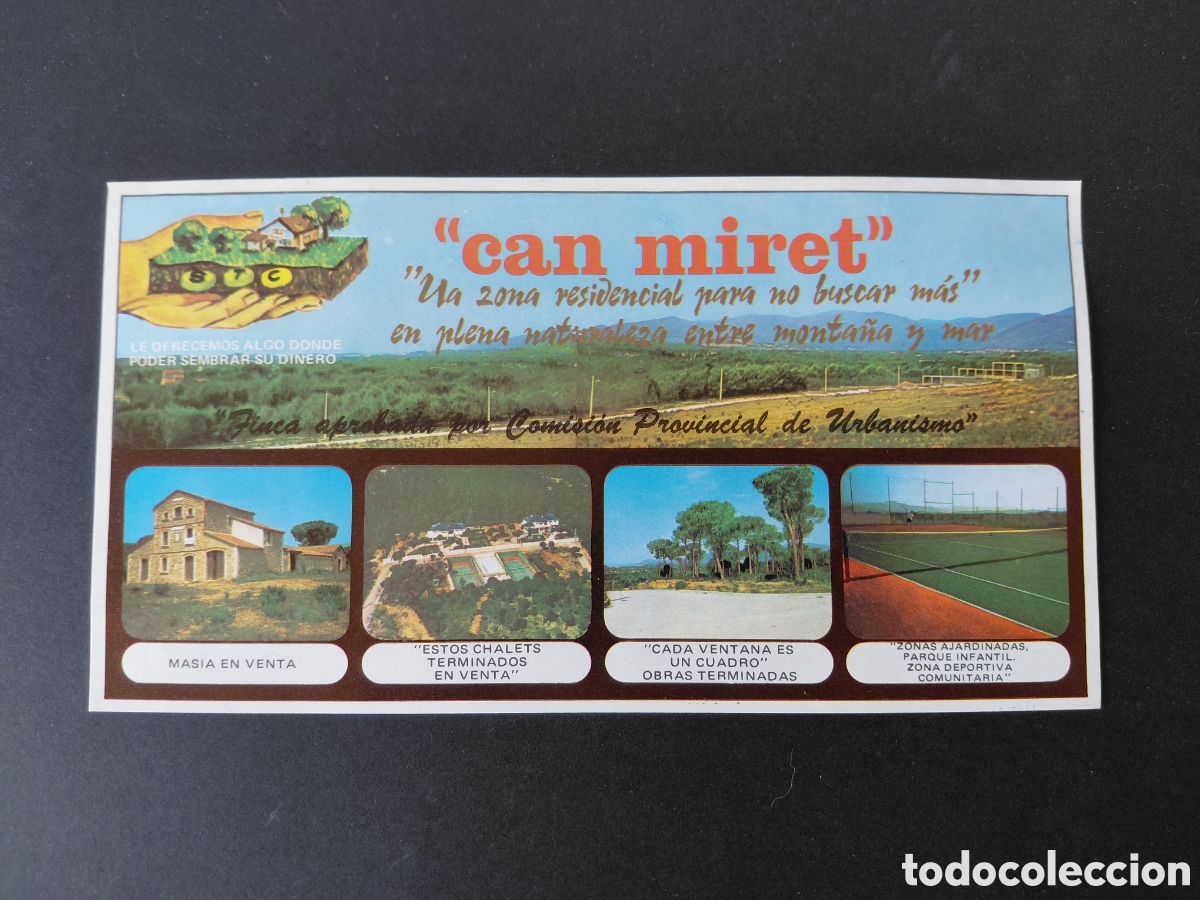 "can miret"
"Una zona residencial para no buscar más"
en plena naturaleza entre montaña y mar
STC
LE OFRECEMOS ALGO DONDE
PODER SEMBRAR SU DINERO
"Finca aprobada por Comisión Provincial de Urbanismo"
MASIA EN VENTA
"ESTOS CHALETS
TERMINADOS
EN VENTA"
"CADA VENTANA ES
UN CUADRO"
OBRAS TERMINADAS
"ZONAS AJARDINADAS,
PARQUE INFANTIL.
ZONA DEPORTIVA
COMUNITARIA"
todocoleccion